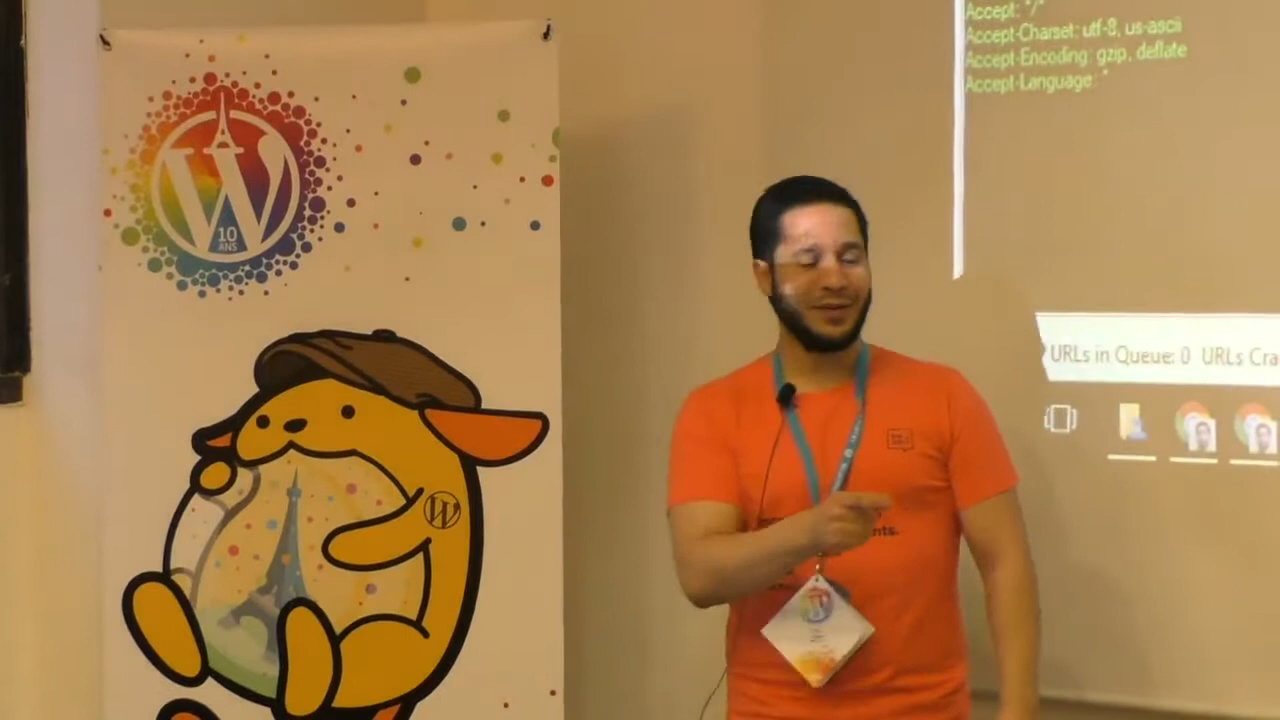 W
10
ANS
W
Accept: */*
Accept-Charset: utf-8, us-ascii
Accept-Encoding: gzip, deflate
Accept-Language: *
URLs in Queue: 0 URLs Cra
nts.